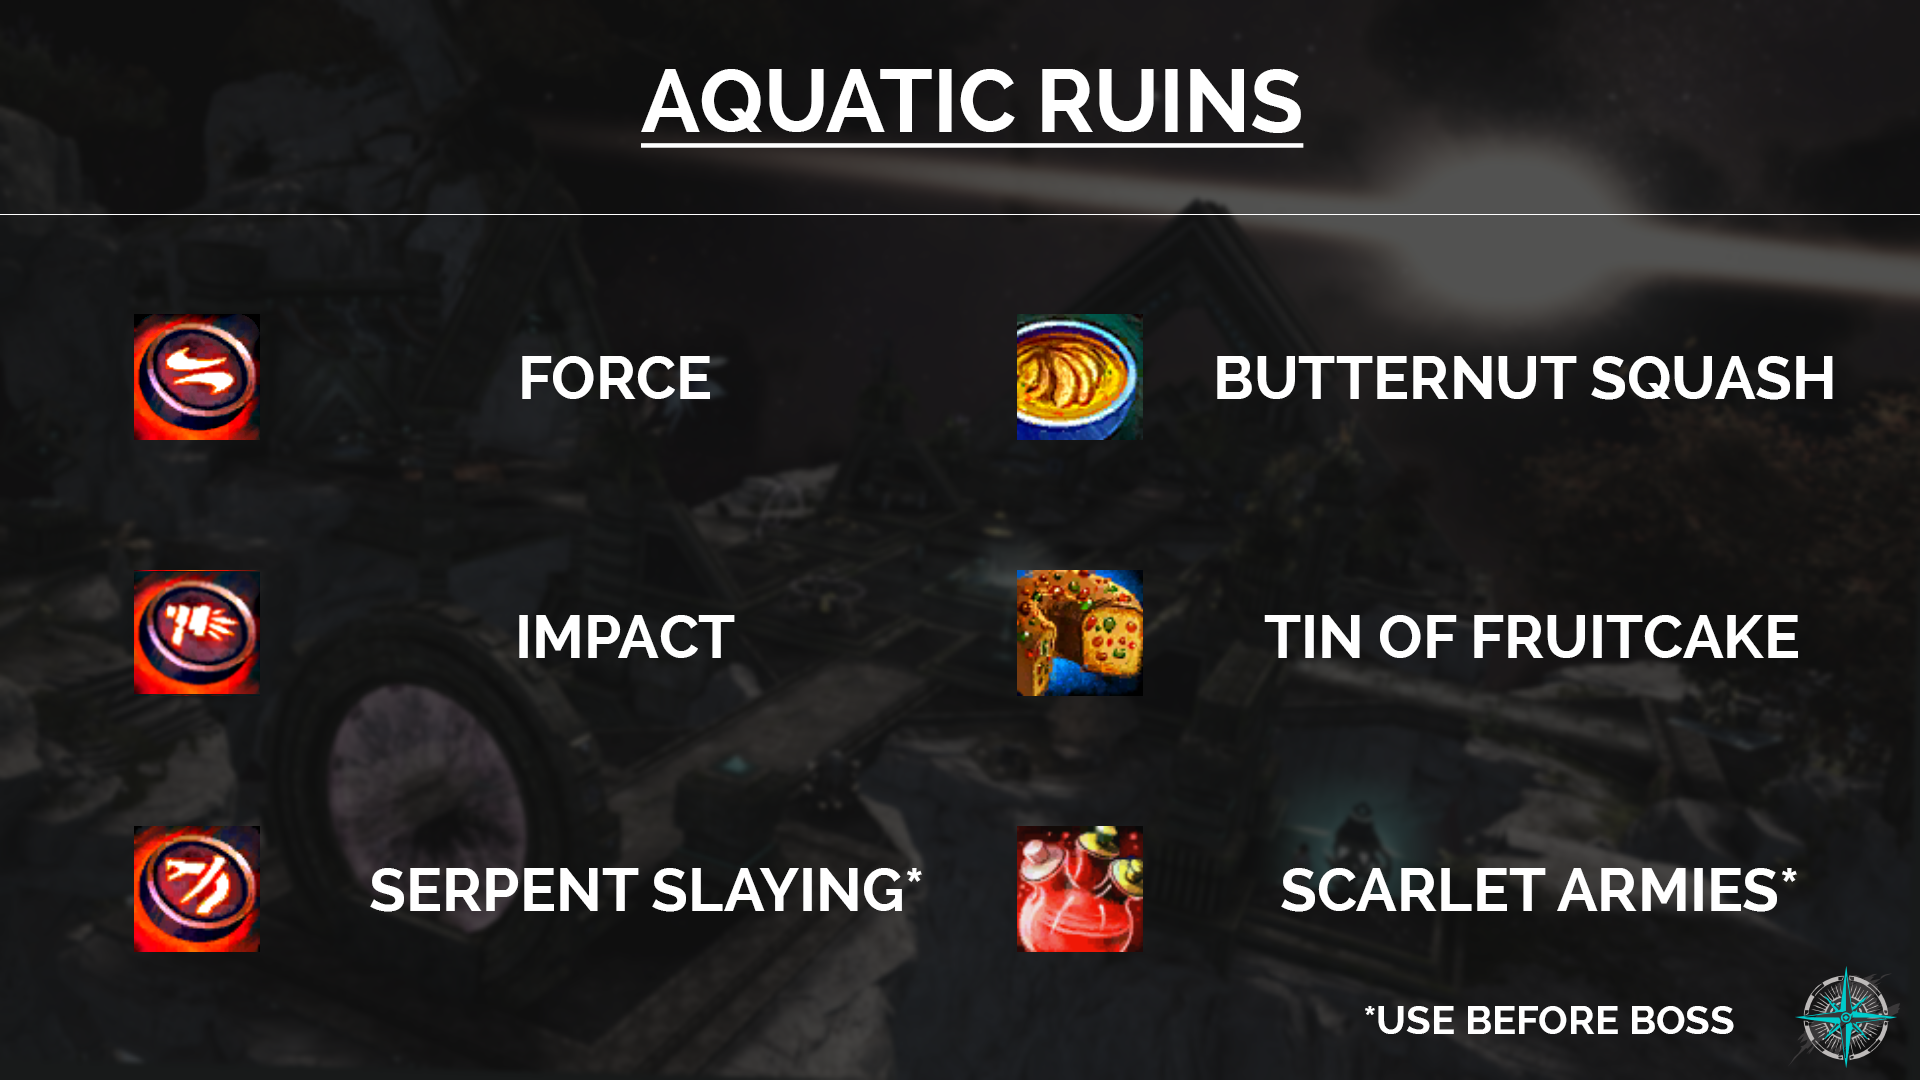 AQUATIC RUINS
FORCE
BUTTERNUT SQUASH
IMPACT
TIN OF FRUITCAKE
SERPENT SLAYING*
SCARLET ARMIES*
*USE BEFORE BOSS